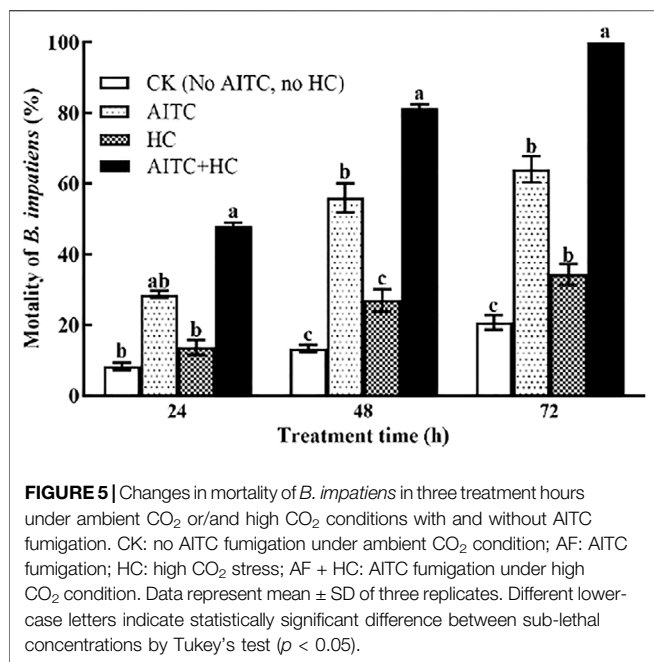 100
80
60
40
20
0
Motality of B. impatiens (%)
CK (No AITC, no HC)
AITC
HC
AITC+HC
b
ab
b
a
c
b
c
a
c
b
b
a
24
48
72
Treatment time (h)
FIGURE 5 | Changes in mortality of B. impatiens in three treatment hours
under ambient CO₂ or/and high CO₂ conditions with and without AITC
fumigation. CK: no AITC fumigation under ambient CO₂ condition; AF: AITC
fumigation; HC: high CO₂ stress; AF + HC: AITC fumigation under high
CO₂ condition. Data represent mean ± SD of three replicates. Different lower-
case letters indicate statistically significant difference between sub-lethal
concentrations by Tukey's test (p < 0.05).